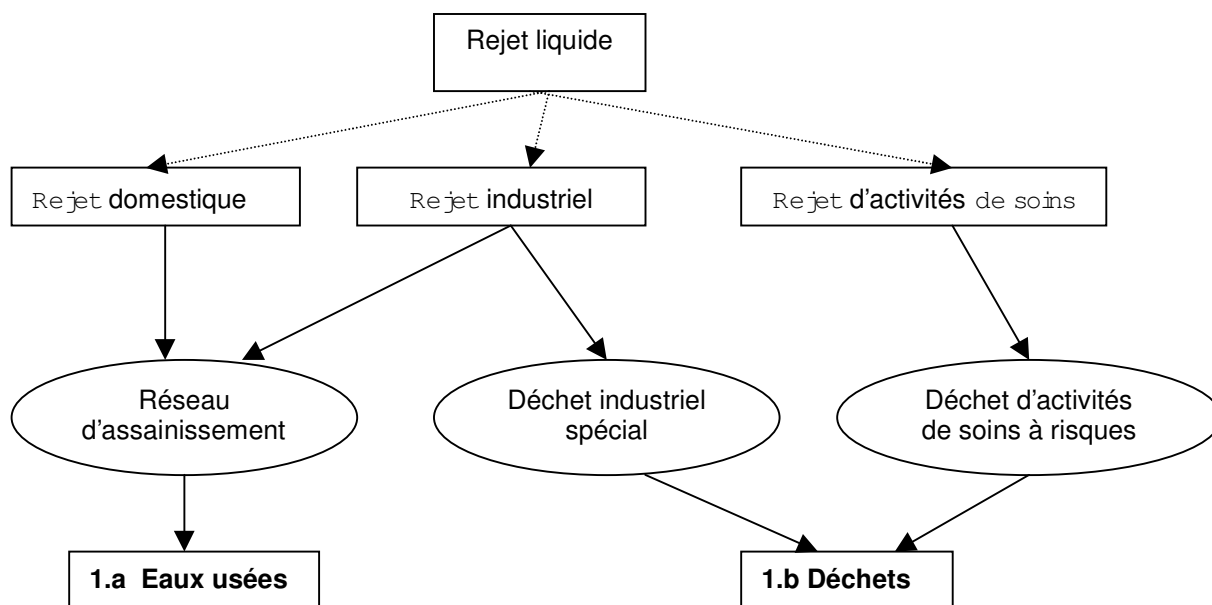 Rejet liquide
Rejet domestique
Rejet industriel
Rejet d'activités de soins
Réseau
d'assainissement
Déchet industriel
spécial
Déchet d'activités
de soins à risques
1.a Eaux usées
1.b Déchets